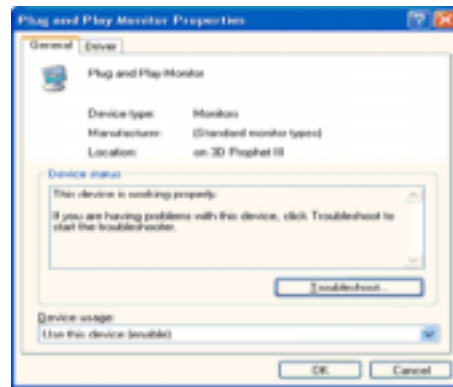 Plug and Play Monitor Properties
General Driver
Plug and Play Monitor
Device type: Monitors
Manufacturer: (Standard monitor types)
Location: on 3D Prophet III
Device status
This device is working properly.
If you are having problems with this device, click Troubleshoot to
start the troubleshooter.
Troubleshoot...
Device usage:
Use this device (enable)
OK Cancel